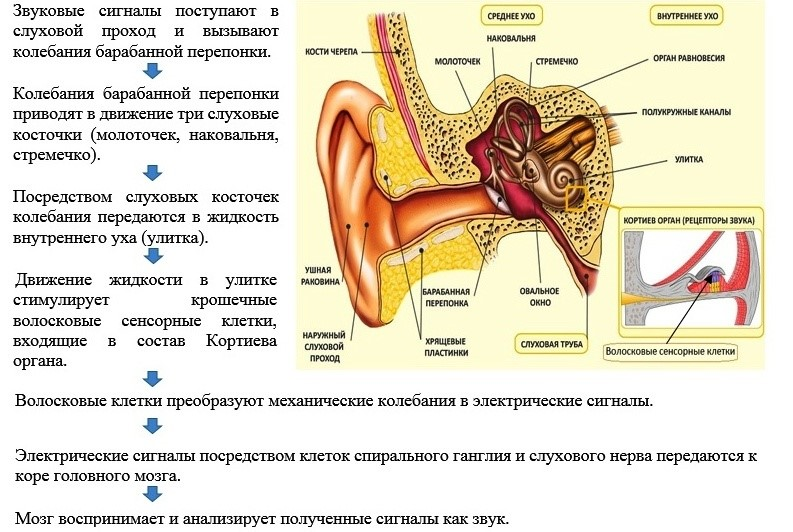 Звуковые сигналы поступают в
слуховой проход и вызывают
колебания барабанной перепонки.
Колебания барабанной перепонки
приводят в движение три слуховые
косточки (молоточек, наковальня,
стремечко).
Посредством слуховых косточек
колебания передаются в жидкость
внутреннего уха (улитка).
Движение жидкости в улитке
стимулирует крошечные
волосковые сенсорные клетки,
входящие в состав Кортиева
органа.
Волосковые клетки преобразуют механические колебания в электрические сигналы.
Электрические сигналы посредством клеток спирального ганглия и слухового нерва передаются к
коре головного мозга.
Мозг воспринимает и анализирует полученные сигналы как звук.
СРЕДНЕЕ УХО
ВНУТРЕННЕЕ УХО
НАКОВАЛЬНЯ
КОСТИ ЧЕРЕПА
МОЛОТОЧЕК
СТРЕМЕЧКО
ОРГАН РАВНОВЕСИЯ
ПОЛУКРУЖНЫЕ КАНАЛЫ
УЛИТКА
КОРТИЕВ ОРГАН (РЕЦЕПТОРЫ ЗВУКА)
УШНАЯ
РАКОВИНА
БАРАБАННАЯ
ПЕРЕПОНКА
ОВАЛЬНОЕ
ОКНО
НАРУЖНЫЙ
СЛУХОВОЙ
ПРОХОД
ХРЯЩЕВЫЕ
ПЛАСТИНКИ
СЛУХОВАЯ ТРУБА
Волосковые сенсорные клетки